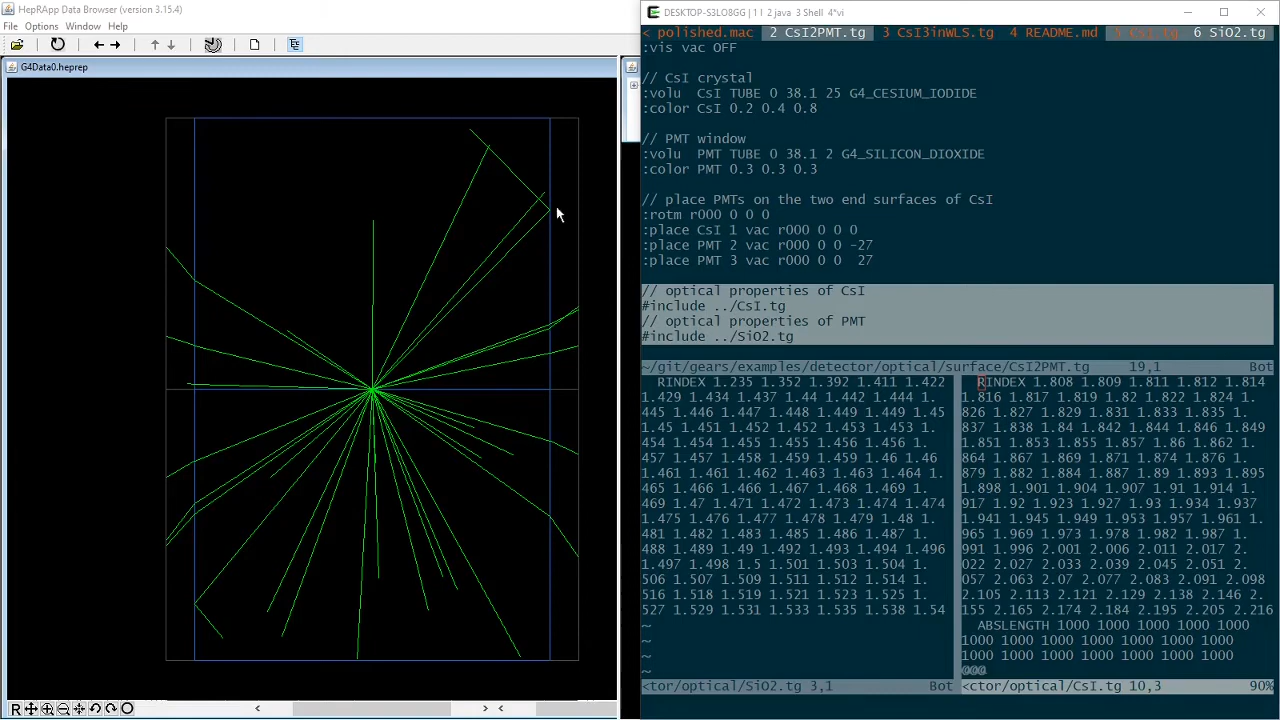 HepRApp Data Browser (version 3.15.4)
File Options Window Help
G4Data0.heprep
R
DESKTOP-S3LO8GG | 1 l 2 java 3 Shell 4*vi
< polished.mac 2 CsI2PMT.tg 3 CsI3inWLS.tg 4 README.md 5 CsI.tg 6 SiO2.tg
:vis vac OFF
// CsI crystal
:volu CsI TUBE 0 38.1 25 G4_CESIUM_IODIDE
:color CsI 0.2 0.4 0.8
// PMT window
:volu PMT TUBE 0 38.1 2 G4_SILICON_DIOXIDE
:color PMT 0.3 0.3 0.3
// place PMTs on the two end surfaces of CsI
:rotm r000 0 0 0
:place CsI 1 vac r000 0 0 0
:place PMT 2 vac r000 0 0 -27
:place PMT 3 vac r000 0 0 27
// optical properties of CsI
#include ../CsI.tg
// optical properties of PMT
#include ../SiO2.tg
~/git/gears/examples/detector/optical/surface/CsI2PMT.tg 19,1 Bot
RINDEX 1.235 1.352 1.392 1.411 1.422
1.429 1.434 1.437 1.44 1.442 1.444 1.
445 1.446 1.447 1.448 1.449 1.449 1.45
1.45 1.451 1.452 1.452 1.453 1.453 1.
454 1.454 1.455 1.455 1.456 1.456 1.
457 1.457 1.458 1.459 1.459 1.46 1.46
1.461 1.461 1.462 1.463 1.463 1.464 1.
465 1.466 1.466 1.467 1.468 1.469 1.
469 1.47 1.471 1.472 1.473 1.474 1.474
1.475 1.476 1.477 1.478 1.479 1.48 1.
481 1.482 1.483 1.485 1.486 1.487 1.
488 1.489 1.49 1.492 1.493 1.494 1.496
1.497 1.498 1.5 1.501 1.503 1.504 1.
506 1.507 1.509 1.511 1.512 1.514 1.
516 1.518 1.519 1.521 1.523 1.525 1.
527 1.529 1.531 1.533 1.535 1.538 1.54
~
~
~
~
<tor/optical/SiO2.tg 3,1 Bot
RINDEX 1.808 1.809 1.811 1.812 1.814
1.816 1.817 1.819 1.82 1.822 1.824 1.
826 1.827 1.829 1.831 1.833 1.835 1.
837 1.838 1.84 1.842 1.844 1.846 1.849
1.851 1.853 1.855 1.857 1.86 1.862 1.
864 1.867 1.869 1.871 1.874 1.876 1.
879 1.882 1.884 1.887 1.89 1.893 1.895
1.898 1.901 1.904 1.907 1.91 1.914 1.
917 1.92 1.923 1.927 1.93 1.934 1.937
1.941 1.945 1.949 1.953 1.957 1.961 1.
965 1.969 1.973 1.978 1.982 1.987 1.
991 1.996 2.001 2.006 2.011 2.017 2.
022 2.027 2.033 2.039 2.045 2.051 2.
057 2.063 2.07 2.077 2.083 2.091 2.098
2.105 2.113 2.121 2.129 2.138 2.146 2.
155 2.165 2.174 2.184 2.195 2.205 2.216
ABSLENGTH 1000 1000 1000 1000 1000
1000 1000 1000 1000 1000 1000 1000
1000 1000 1000 1000 1000 1000 1000
@@@
<ctor/optical/CsI.tg 10,3 90%